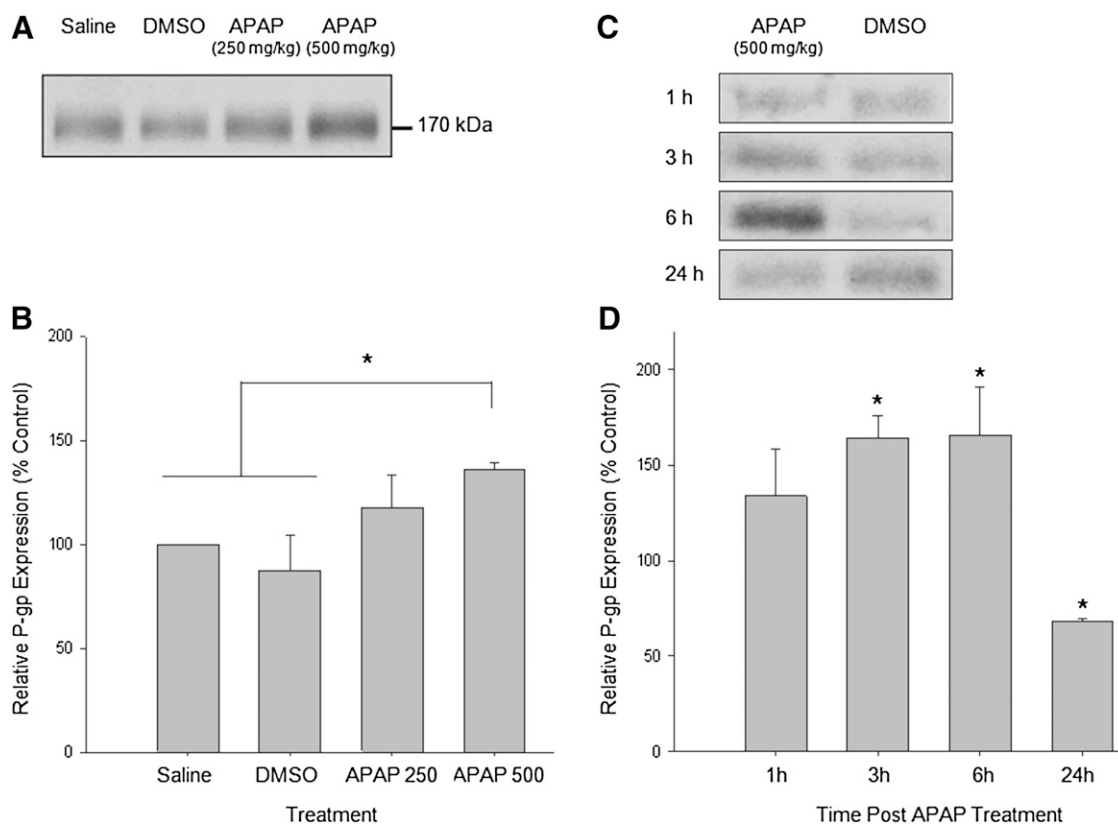 A
Saline DMSO APAP APAP
(250 mg/kg) (500 mg/kg)
170 kDa
B
200
150
100
50
0
Relative P-gp Expression (% Control)
*
Saline DMSO APAP 250 APAP 500
Treatment
C
APAP DMSO
(500 mg/kg)
1 h
3 h
6 h
24 h
D
200
150
100
50
0
Relative P-gp Expression (% Control)
* * *
1h 3h 6h 24h
Time Post APAP Treatment